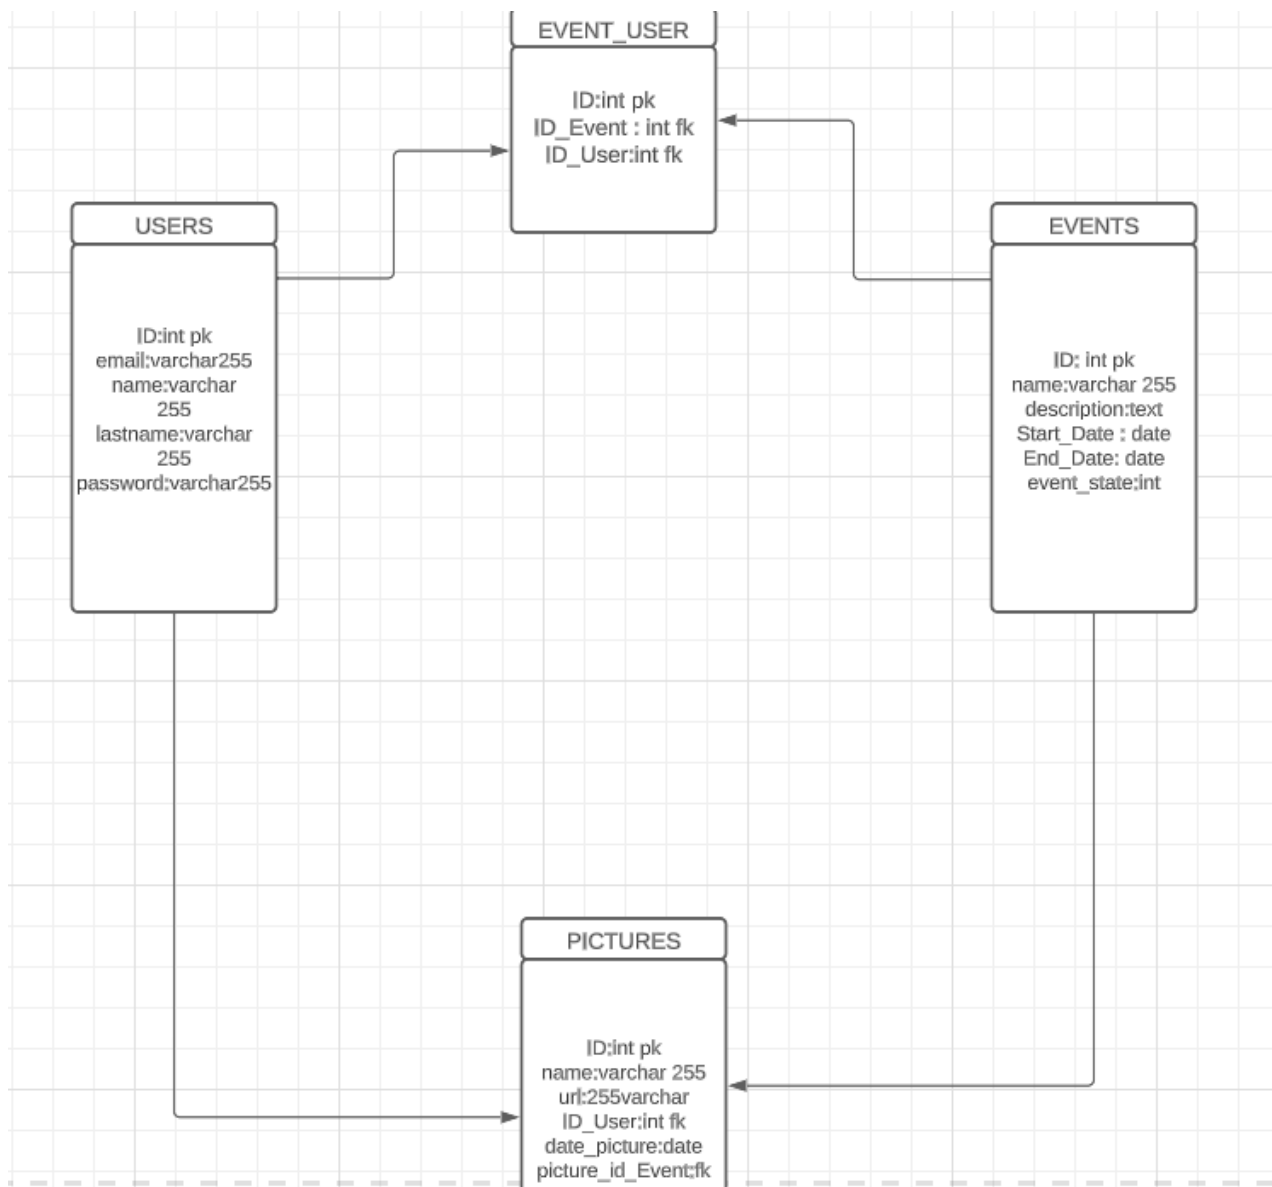 EVENT_USER
ID:int pk
ID_Event : int fk
ID_User:int fk
USERS
ID:int pk
email:varchar255
name:varchar
255
lastname:varchar
255
password:varchar255
EVENTS
ID: int pk
name:varchar 255
description:text
Start_Date : date
End_Date: date
event_state:int
PICTURES
ID:int pk
name:varchar 255
url:255varchar
ID_User:int fk
date_picture:date
picture_id_Event:fk